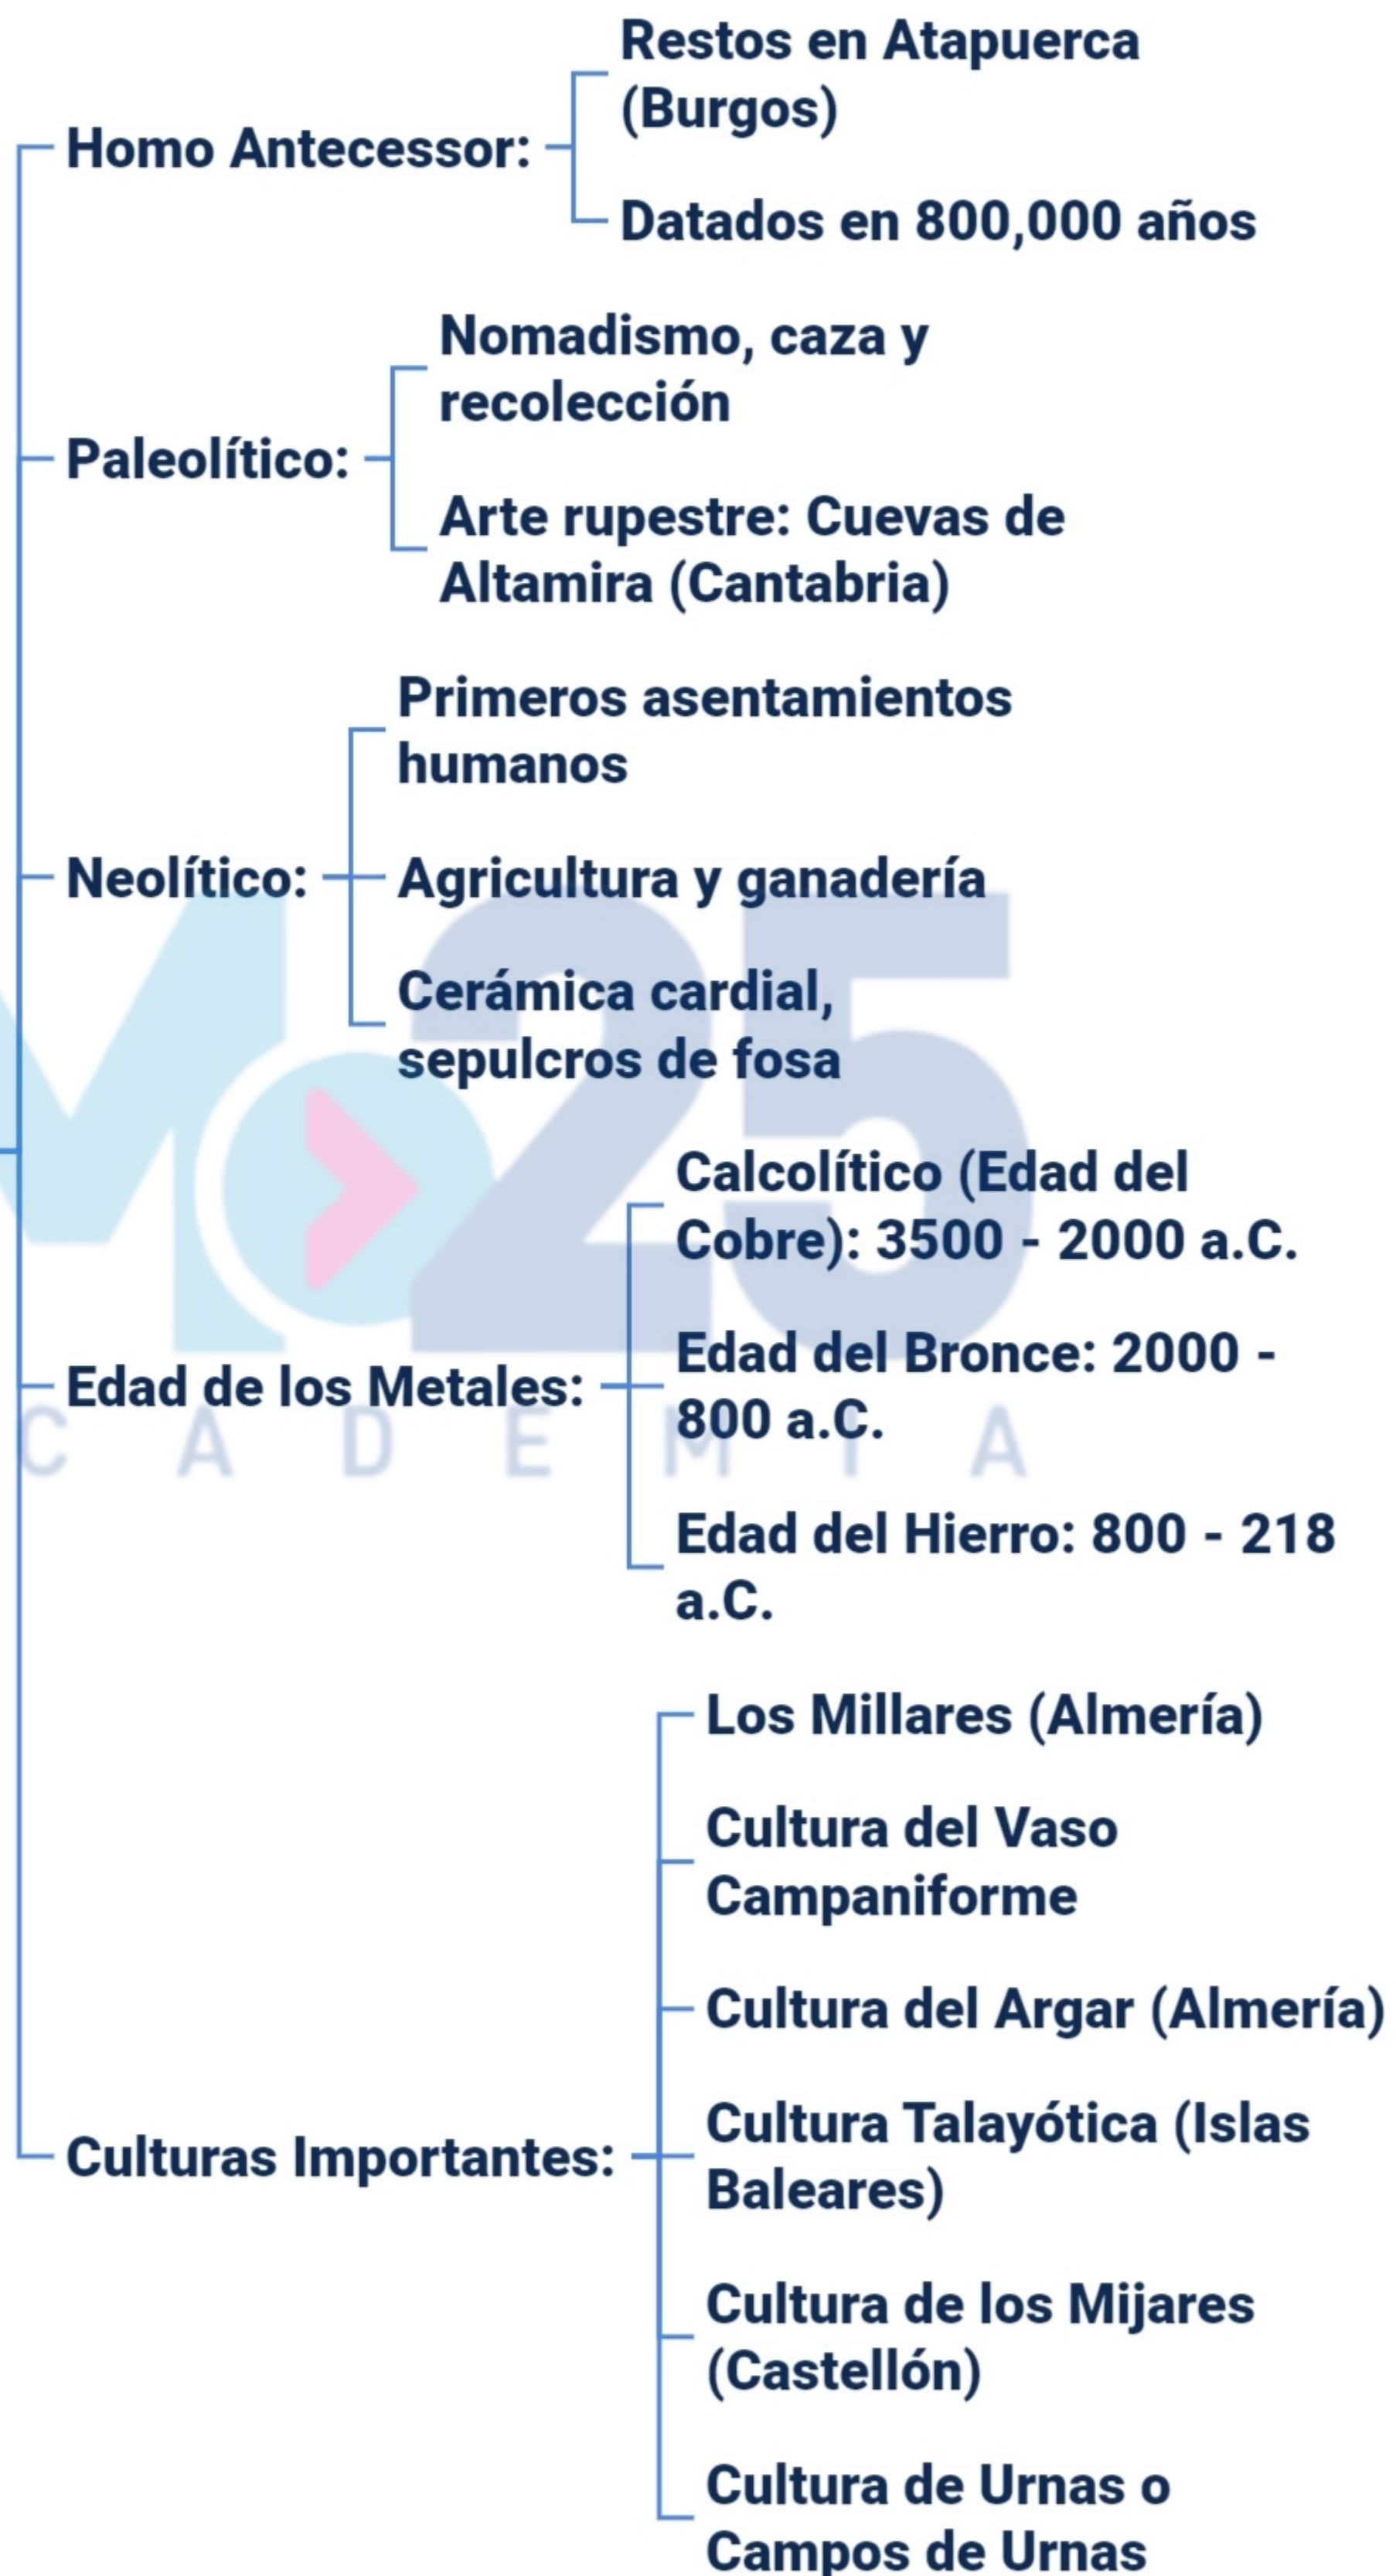 Homo Antecessor:
Restos en Atapuerca
(Burgos)
Datados en 800,000 años
Paleolítico:
Nomadismo, caza y
recolección
Arte rupestre: Cuevas de
Altamira (Cantabria)
Neolítico:
Primeros asentamientos
humanos
Agricultura y ganadería
Cerámica cardial,
sepulcros de fosa
Edad de los Metales:
Calcolítico (Edad del
Cobre): 3500 - 2000 a.C.
Edad del Bronce: 2000 -
800 a.C.
Edad del Hierro: 800 - 218
a.C.
Culturas Importantes:
Los Millares (Almería)
Cultura del Vaso
Campaniforme
Cultura del Argar (Almería)
Cultura Talayótica (Islas
Baleares)
Cultura de los Mijares
(Castellón)
Cultura de Urnas o
Campos de Urnas
M25
CADEMIA